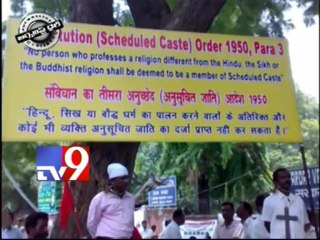 ution (Scheduled Caste) Order 1950, Para 3
"No person who professes a religion different from the Hindu, the Sikh or
the Buddhist religion shall be deemed to be a member of Scheduled Caste"
संविधान का तीसरा अनुच्छेद (अनुसूचित जाति) आदेश 1950
"हिन्दू, सिख या बौद्ध धर्म का पालन करने वालों के अतिरिक्त और
कोई भी व्यक्ति अनुसूचित जाति का दर्जा प्राप्त नहीं कर सकता है।"
TV9